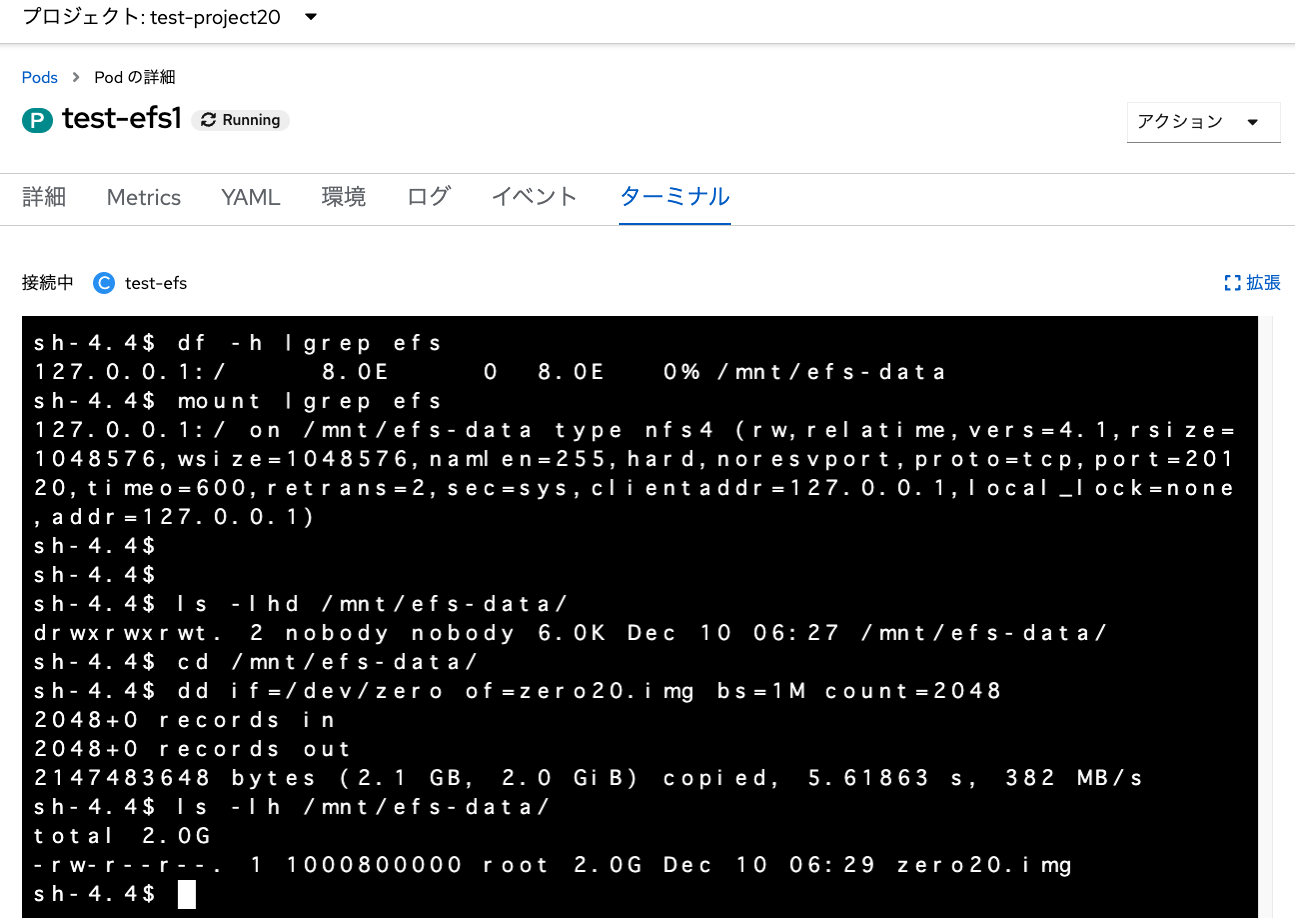 プロジェクト: test-project20
Pods > Pod の詳細
P test-efs1 Running
アクション
詳細 Metrics YAML 環境 ログ イベント ターミナル
接続中 C test-efs
拡張
sh-4.4$ df -h |grep efs
127.0.0.1:/      8.0E     0  8.0E   0% /mnt/efs-data
sh-4.4$ mount |grep efs
127.0.0.1:/ on /mnt/efs-data type nfs4 (rw,relatime,vers=4.1,rsize=
1048576,wsize=1048576,namlen=255,hard,noresvport,proto=tcp,port=201
20,timeo=600,retrans=2,sec=sys,clientaddr=127.0.0.1,local_lock=none
,addr=127.0.0.1)
sh-4.4$
sh-4.4$
sh-4.4$ ls -lhd /mnt/efs-data/
drwxrwxrwt. 2 nobody nobody 6.0K Dec 10 06:27 /mnt/efs-data/
sh-4.4$ cd /mnt/efs-data/
sh-4.4$ dd if=/dev/zero of=zero20.img bs=1M count=2048
2048+0 records in
2048+0 records out
2147483648 bytes (2.1 GB, 2.0 GiB) copied, 5.61863 s, 382 MB/s
sh-4.4$ ls -lh /mnt/efs-data/
total 2.0G
-rw-r--r--. 1 1000800000 root 2.0G Dec 10 06:29 zero20.img
sh-4.4$